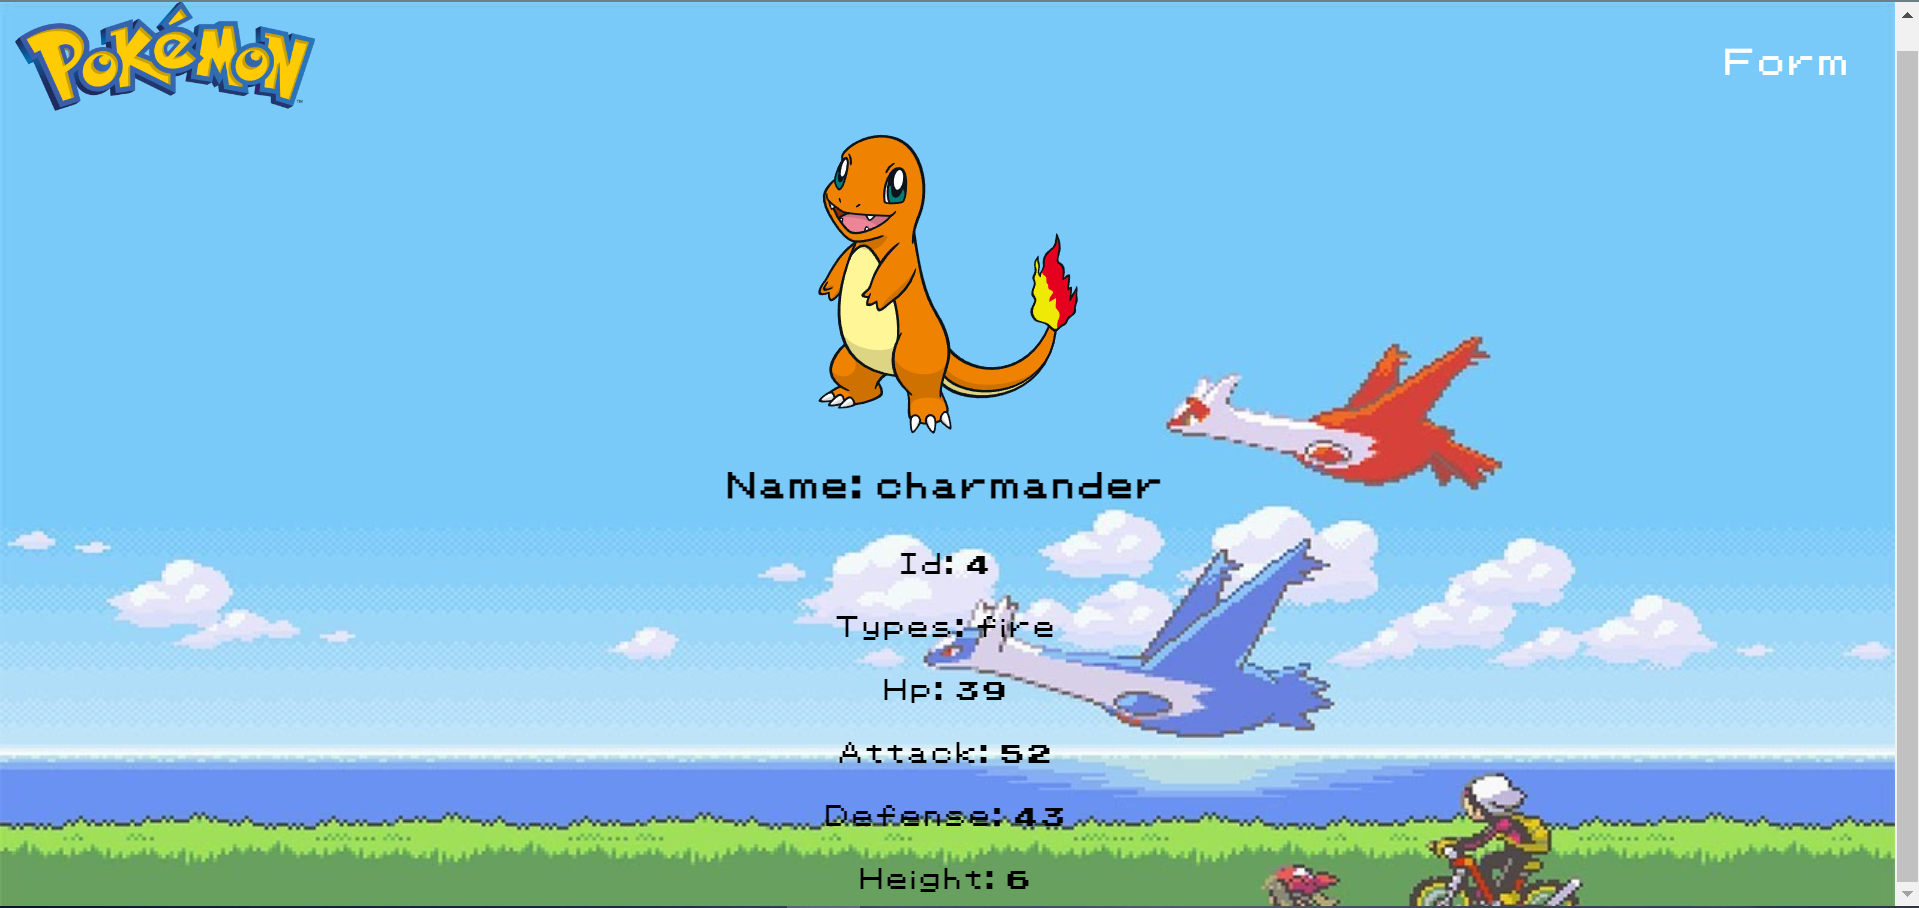 Pokémon
Form
Name: charmander
Id: 4
Types: fire
Hp: 39
Attack: 52
Defense: 43
Height: 6